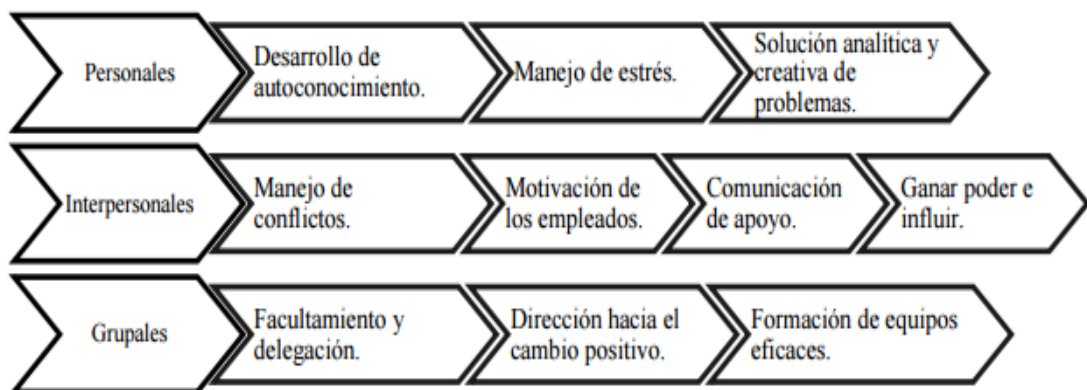 Personales
Desarrollo de
autoconocimiento.
Manejo de estrés.
Solución analítica y
creativa de
problemas.
Interpersonales
Manejo de
conflictos.
Motivación de
los empleados.
Comunicación
de apoyo.
Ganar poder e
influir.
Grupales
Facultamiento y
delegación.
Dirección hacia el
cambio positivo.
Formación de equipos
eficaces.